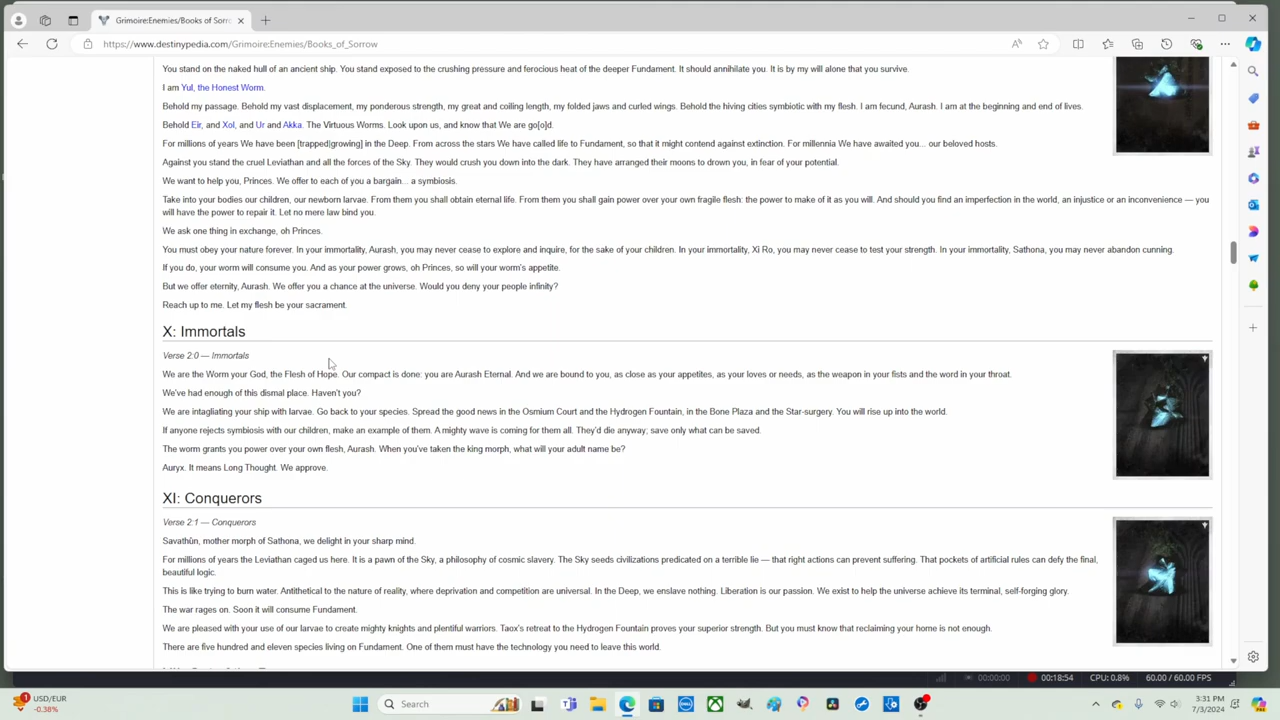 Grimoire:Enemies/Books of Sorro
https://www.destinypedia.com/Grimoire:Enemies/Books_of_Sorrow
You stand on the naked hull of an ancient ship. You stand exposed to the crushing pressure and ferocious heat of the deeper Fundament. It should annihilate you. It is by my will alone that you survive.
I am Yul, the Honest Worm.
Behold my passage. Behold my vast displacement, my ponderous strength, my great and coiling length, my folded jaws and curled wings. Behold the hiving cities symbiotic with my flesh. I am fecund, Aurash. I am at the beginning and end of lives.
Behold Eir, and Xol, and Ur and Akka. The Virtuous Worms. Look upon us, and know that We are go[o]d.
For millions of years We have been [trapped|growing] in the Deep. From across the stars We have called life to Fundament, so that it might contend against extinction. For millennia We have awaited you... our beloved hosts.
Against you stand the cruel Leviathan and all the forces of the Sky. They would crush you down into the dark. They have arranged their moons to drown you, in fear of your potential.
We want to help you, Princes. We offer to each of you a bargain... a symbiosis.
Take into your bodies our children, our newborn larvae. From them you shall obtain eternal life. From them you shall gain power over your own fragile flesh: the power to make of it as you will. And should you find an imperfection in the world, an injustice or an inconvenience — you
will have the power to repair it. Let no mere law bind you.
We ask one thing in exchange, oh Princes.
You must obey your nature forever. In your immortality, Aurash, you may never cease to explore and inquire, for the sake of your children. In your immortality, Xi Ro, you may never cease to test your strength. In your immortality, Sathona, you may never abandon cunning.
If you do, your worm will consume you. And as your power grows, oh Princes, so will your worm's appetite.
But we offer eternity, Aurash. We offer you a chance at the universe. Would you deny your people infinity?
Reach up to me. Let my flesh be your sacrament.
X: Immortals
Verse 2:0 — Immortals
We are the Worm your God, the Flesh of Hope. Our compact is done: you are Aurash Eternal. And we are bound to you, as close as your appetites, as your loves or needs, as the weapon in your fists and the word in your throat.
We've had enough of this dismal place. Haven't you?
We are intagliating your ship with larvae. Go back to your species. Spread the good news in the Osmium Court and the Hydrogen Fountain, in the Bone Plaza and the Star-surgery. You will rise up into the world.
If anyone rejects symbiosis with our children, make an example of them. A mighty wave is coming for them all. They'd die anyway; save only what can be saved.
The worm grants you power over your own flesh, Aurash. When you've taken the king morph, what will your adult name be?
Auryx. It means Long Thought. We approve.
XI: Conquerors
Verse 2:1 — Conquerors
Savathûn, mother morph of Sathona, we delight in your sharp mind.
For millions of years the Leviathan caged us here. It is a pawn of the Sky, a philosophy of cosmic slavery. The Sky seeds civilizations predicated on a terrible lie — that right actions can prevent suffering. That pockets of artificial rules can defy the final,
beautiful logic.
This is like trying to burn water. Antithetical to the nature of reality, where deprivation and competition are universal. In the Deep, we enslave nothing. Liberation is our passion. We exist to help the universe achieve its terminal, self-forging glory.
The war rages on. Soon it will consume Fundament.
We are pleased with your use of our larvae to create mighty knights and plentiful warriors. Taox's retreat to the Hydrogen Fountain proves your superior strength. But you must know that reclaiming your home is not enough.
There are five hundred and eleven species living on Fundament. One of them must have the technology you need to leave this world.
00:00:00
00:18:54
CPU: 0.8%
60.00 / 60.00 FPS
USD/EUR
-0.38%
Search
3:31 PM
7/3/2024